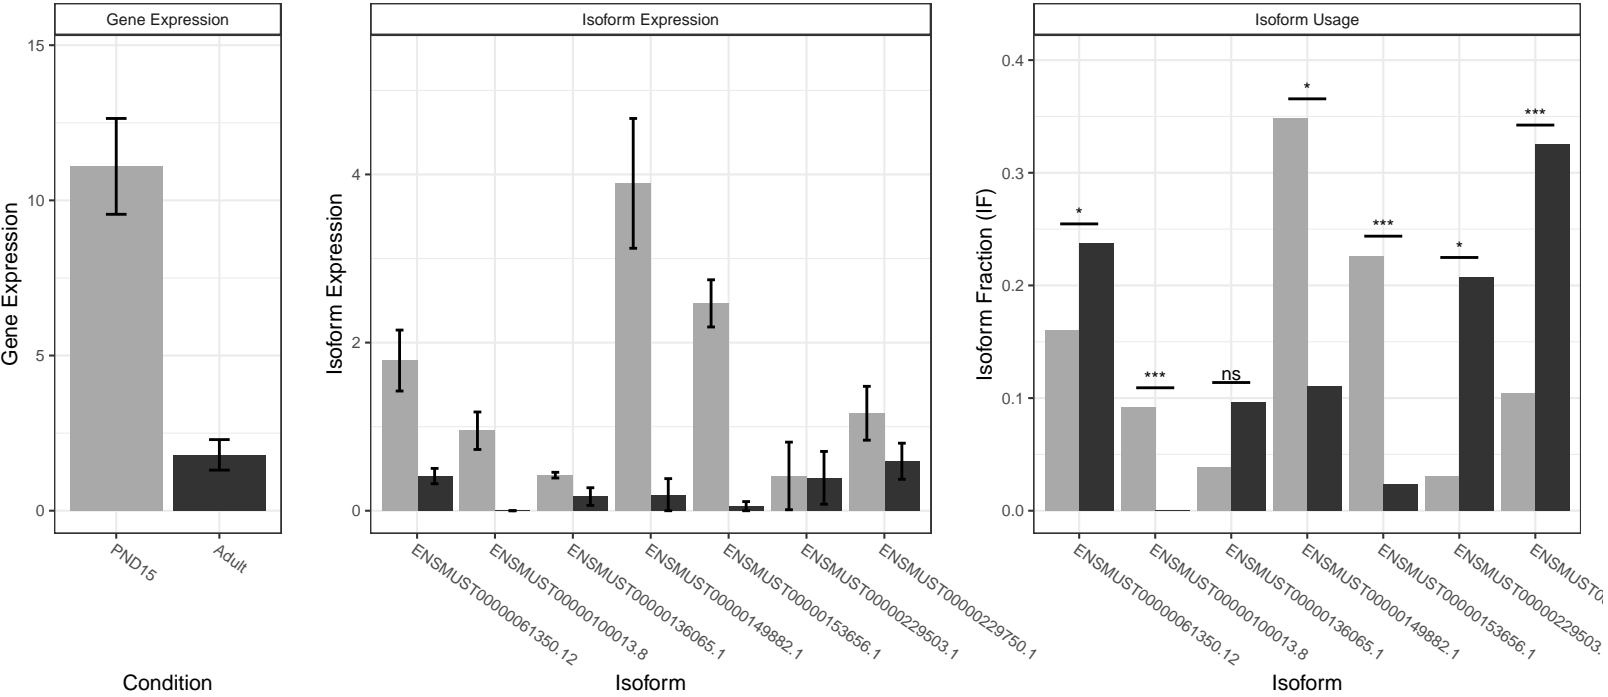 Gene Expression
Isoform Expression
Isoform Usage
Gene Expression
15
10
5
0
PND15
Adult
Condition
Isoform Expression
4
2
0
ENSMUST00000061350.12
ENSMUST00000100013.8
ENSMUST00000136065.1
ENSMUST00000149882.1
ENSMUST00000153656.1
ENSMUST00000229503.1
ENSMUST00000229750.1
Isoform
Isoform Fraction (IF)
0.4
0.3
0.2
0.1
0.0
*
***
ns
*
***
*
***
ENSMUST00000061350.12
ENSMUST00000100013.8
ENSMUST00000136065.1
ENSMUST00000149882.1
ENSMUST00000153656.1
ENSMUST00000229503.
Isoform